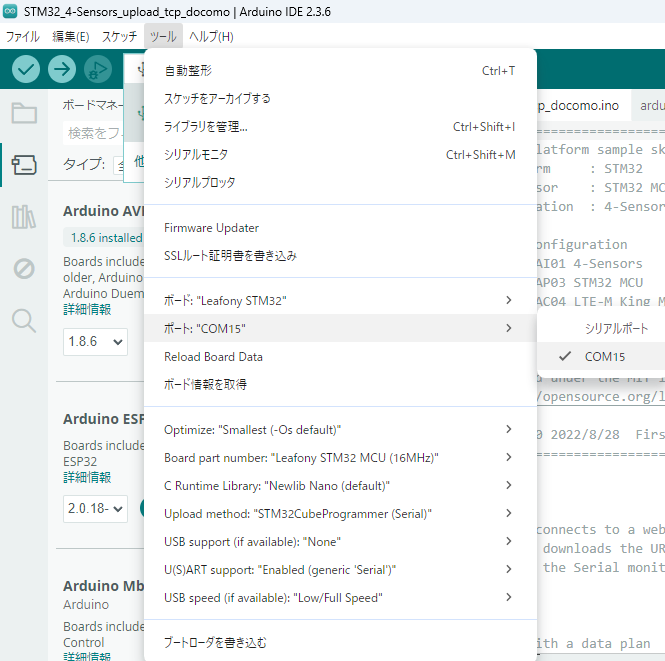 STM32_4-Sensors_upload_tcp_docomo | Arduino IDE 2.3.6
ファイル 編集(E) スケッチ ツール ヘルプ(H)
自動整形 Ctrl+T
スケッチをアーカイブする
ライブラリを管理... Ctrl+Shift+I
シリアルモニタ Ctrl+Shift+M
シリアルプロッタ
Firmware Updater
SSLルート証明書を書き込み
ボード: "Leafony STM32"
ポート: "COM15"
Reload Board Data
ボード情報を取得
Optimize: "Smallest (-Os default)"
Board part number: "Leafony STM32 MCU (16MHz)"
C Runtime Library: "Newlib Nano (default)"
Upload method: "STM32CubeProgrammer (Serial)"
USB support (if available): "None"
U(S)ART support: "Enabled (generic 'Serial')"
USB speed (if available): "Low/Full Speed"
ブートローダを書き込む
シリアルポート
COM15
ボードマネー
検索をフ
タイプ:
Arduino AV
1.8.6 installed
Boards include
older, Arduino
Arduino Duem
詳細情報
1.8.6
Arduino ESP
Boards include
ESP32
詳細情報
2.0.18-
Arduino Mb
Arduino
Boards include
Control
詳細情報
他
p_docomo.ino ardu
latform sample sk
rm : STM32
sor : STM32 MC
ation : 4-Sensor
onfiguration
AI01 4-Sensors
AP03 STM32 MCU
AC04 LTE-M King M
d under the MIT l
/opensource.org/l
0 2022/8/28 Firs
connects to a web
downloads the UR
the Serial monit
ith a data plan